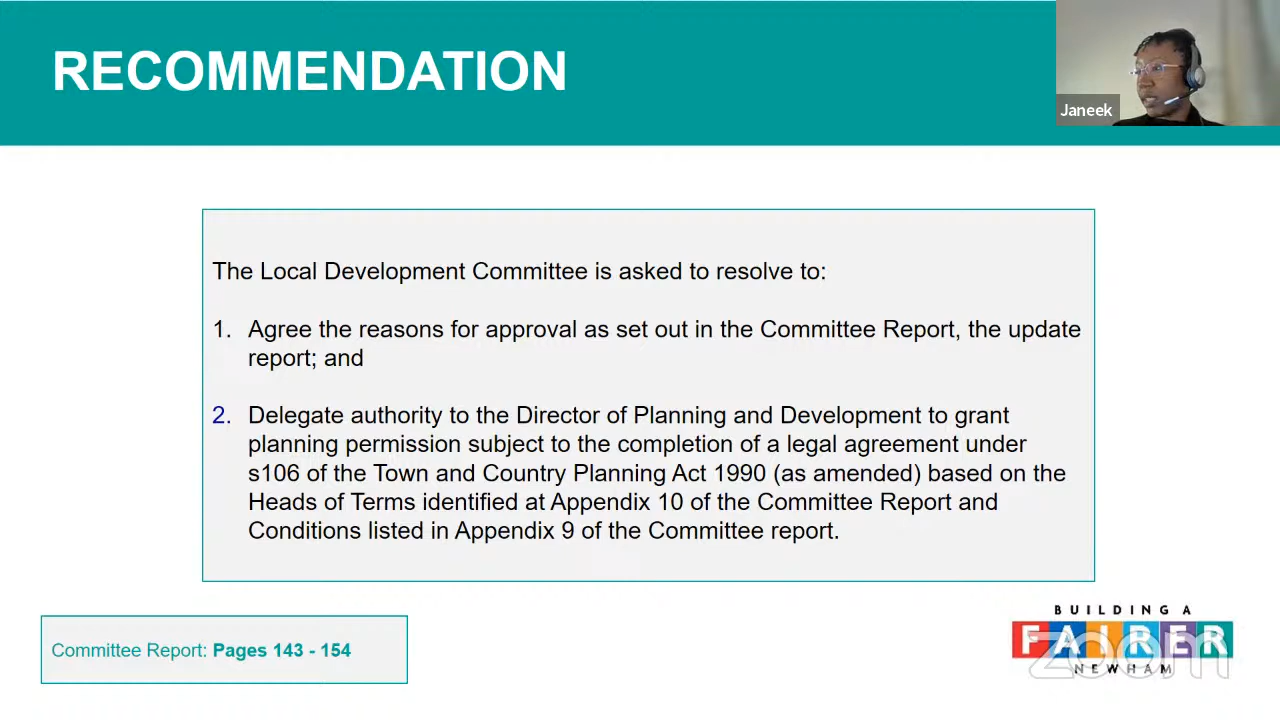 RECOMMENDATION
Janeek
The Local Development Committee is asked to resolve to:
1. Agree the reasons for approval as set out in the Committee Report, the update
report; and
2. Delegate authority to the Director of Planning and Development to grant
planning permission subject to the completion of a legal agreement under
s106 of the Town and Country Planning Act 1990 (as amended) based on the
Heads of Terms identified at Appendix 10 of the Committee Report and
Conditions listed in Appendix 9 of the Committee report.
Committee Report: Pages 143 - 154
BUILDING A
FAIRER
NEWHAM
zoom